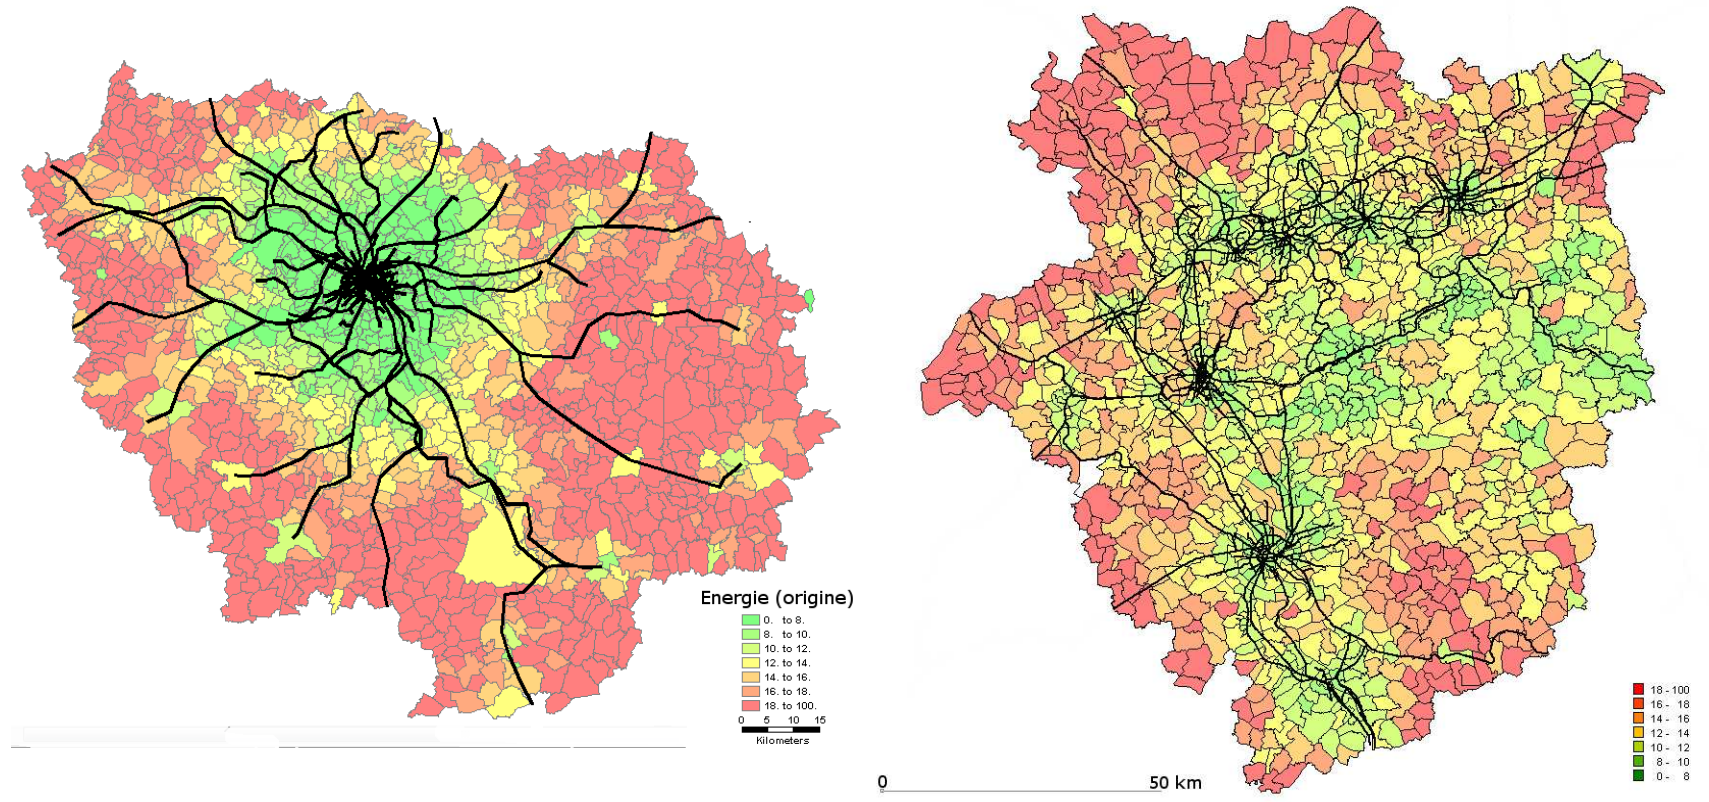 Energie (origine)
0. to 8.
8. to 10.
10. to 12.
12. to 14.
14. to 16.
16. to 18.
18. to 100.
0 5 10 15
Kilometers
0 50 km
18 - 100
16 - 18
14 - 16
12 - 14
10 - 12
8 - 10
0 - 8